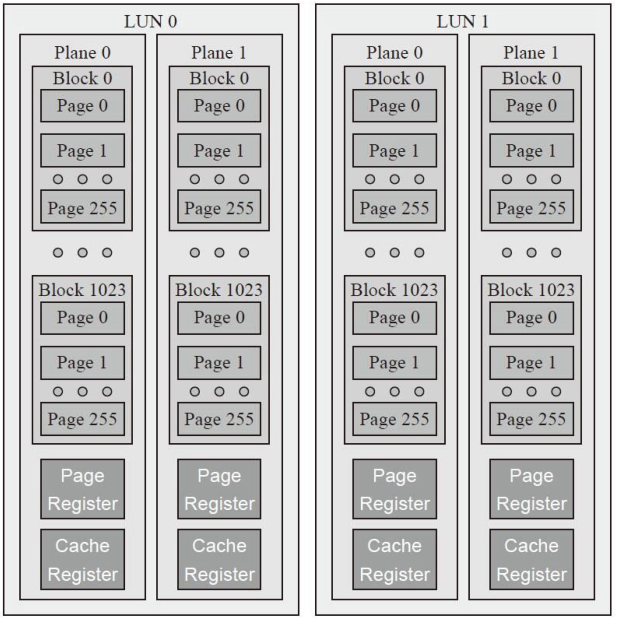 LUN 0
Plane 0
Block 0
Page 0
Page 1
Page 255
Block 1023
Page 0
Page 1
Page 255
Page
Register
Cache
Register
Plane 1
Block 0
Page 0
Page 1
Page 255
Block 1023
Page 0
Page 1
Page 255
Page
Register
Cache
Register
LUN 1
Plane 0
Block 0
Page 0
Page 1
Page 255
Block 1023
Page 0
Page 1
Page 255
Page
Register
Cache
Register
Plane 1
Block 0
Page 0
Page 1
Page 255
Block 1023
Page 0
Page 1
Page 255
Page
Register
Cache
Register